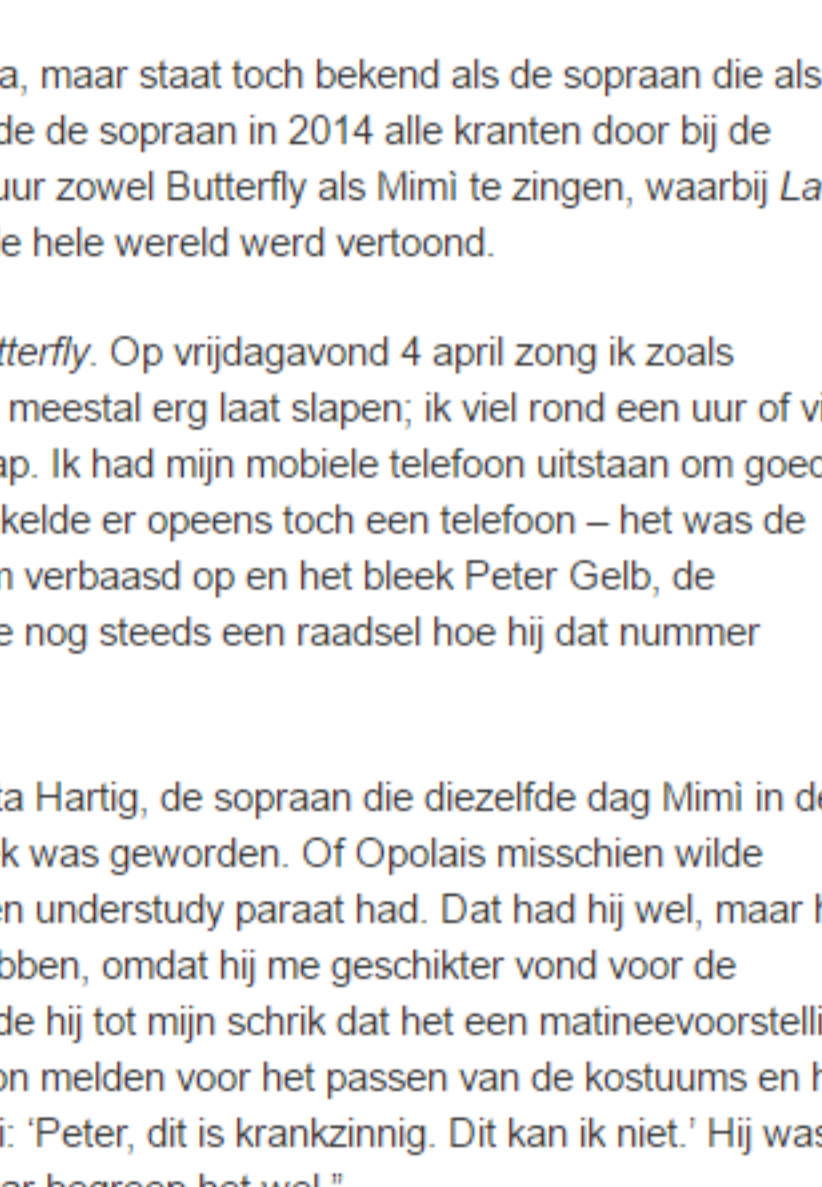 a, maar staat toch bekend als de sopraan die als
de de sopraan in 2014 alle kranten door bij de
uur zowel Butterfly als Mimì te zingen, waarbij La
e hele wereld werd vertoond.
tterfly. Op vrijdagavond 4 april zong ik zoals
meestal erg laat slapen; ik viel rond een uur of vi
ap. Ik had mijn mobiele telefoon uitstaan om goed
kelde er opeens toch een telefoon – het was de
verbaasd op en het bleek Peter Gelb, de
e nog steeds een raadsel hoe hij dat nummer
ta Hartig, de sopraan die diezelfde dag Mimì in de
k was geworden. Of Opolais misschien wilde
en understudy paraat had. Dat had hij wel, maar h
bben, omdat hij me geschikter vond voor de
de hij tot mijn schrik dat het een matineevoorstelli
on melden voor het passen van de kostuums en h
i: ‘Peter, dit is krankzinnig. Dit kan ik niet.’ Hij was
ar begreep het wel.”